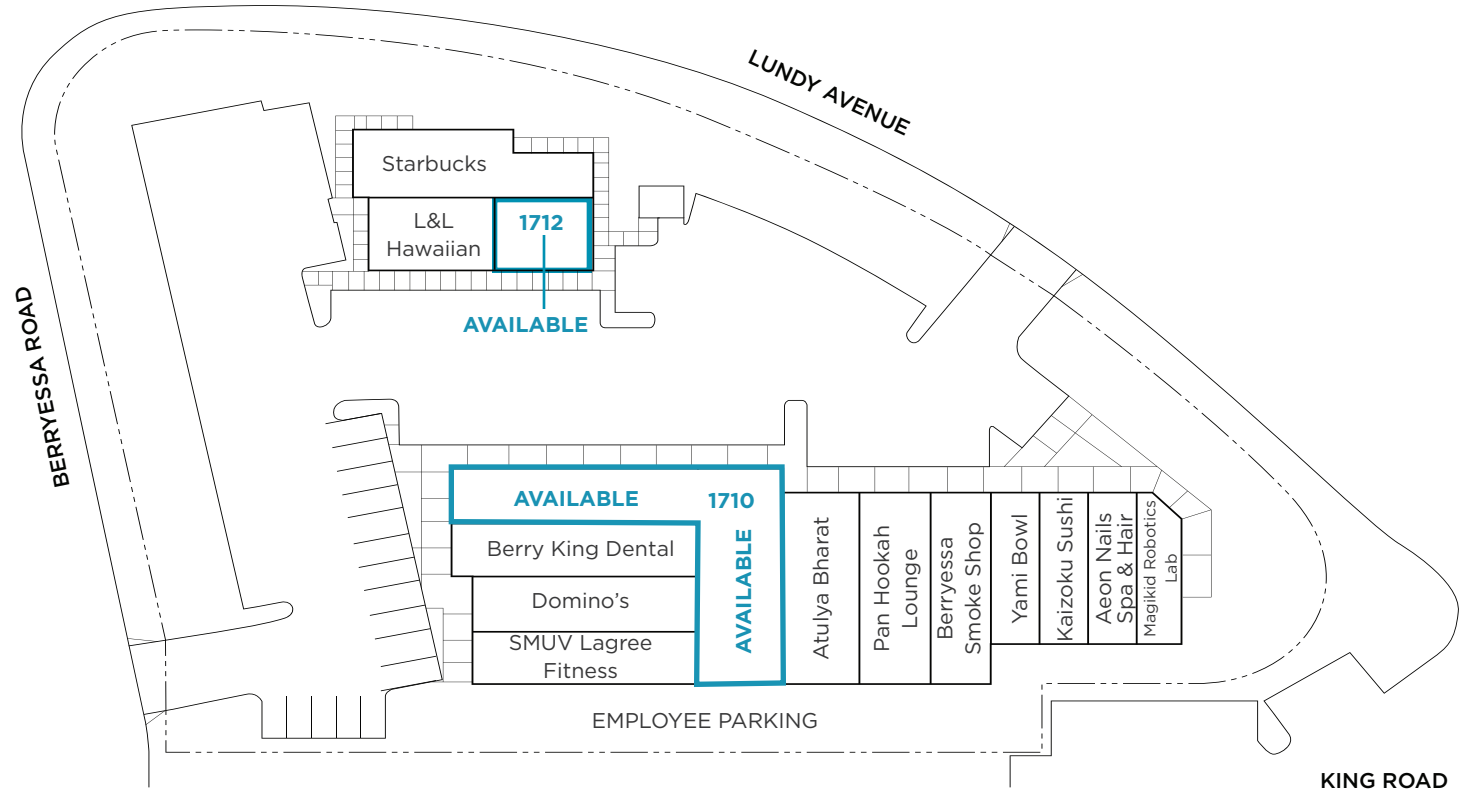 LUNDY AVENUE
Starbucks
L&L
Hawaiian
1712
AVAILABLE
BERRYESSA ROAD
AVAILABLE
1710
AVAILABLE
Berry King Dental
Domino’s
SMUV Lagree
Fitness
Atulya Bharat
Pan Hookah
Lounge
Berryessa
Smoke Shop
Yami Bowl
Kaizoku Sushi
Aeon Nails
Spa & Hair
Magikid Robotics
Lab
EMPLOYEE PARKING
KING ROAD